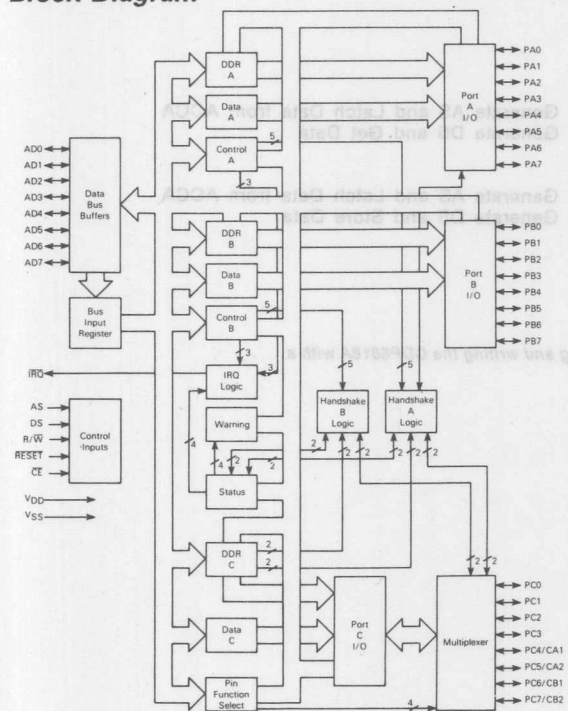 Block Diagram
DDR
A
Data
A
Control
A
5
3
Port
A
I/O
PA0
PA1
PA2
PA3
PA4
PA5
PA6
PA7
AD0
AD1
AD2
AD3
AD4
AD5
AD6
AD7
Data
Bus
Buffers
Bus
Input
Register
DDR
B
Data
B
Control
B
5
3
Port
B
I/O
PB0
PB1
PB2
PB3
PB4
PB5
PB6
PB7
IRQ
IRQ
Logic
3
5
5
AS
DS
R/W
RESET
CE
Control
Inputs
VDD
VSS
Warning
Status
4
4
2
2
2
Handshake
B
Logic
Handshake
A
Logic
2
2
2
2
2
2
DDR
C
2
2
Data
C
Pin
Function
Select
4
Port
C
I/O
Multiplexer
PC0
PC1
PC2
PC3
PC4/CA1
PC5/CA2
PC6/CB1
PC7/CB2